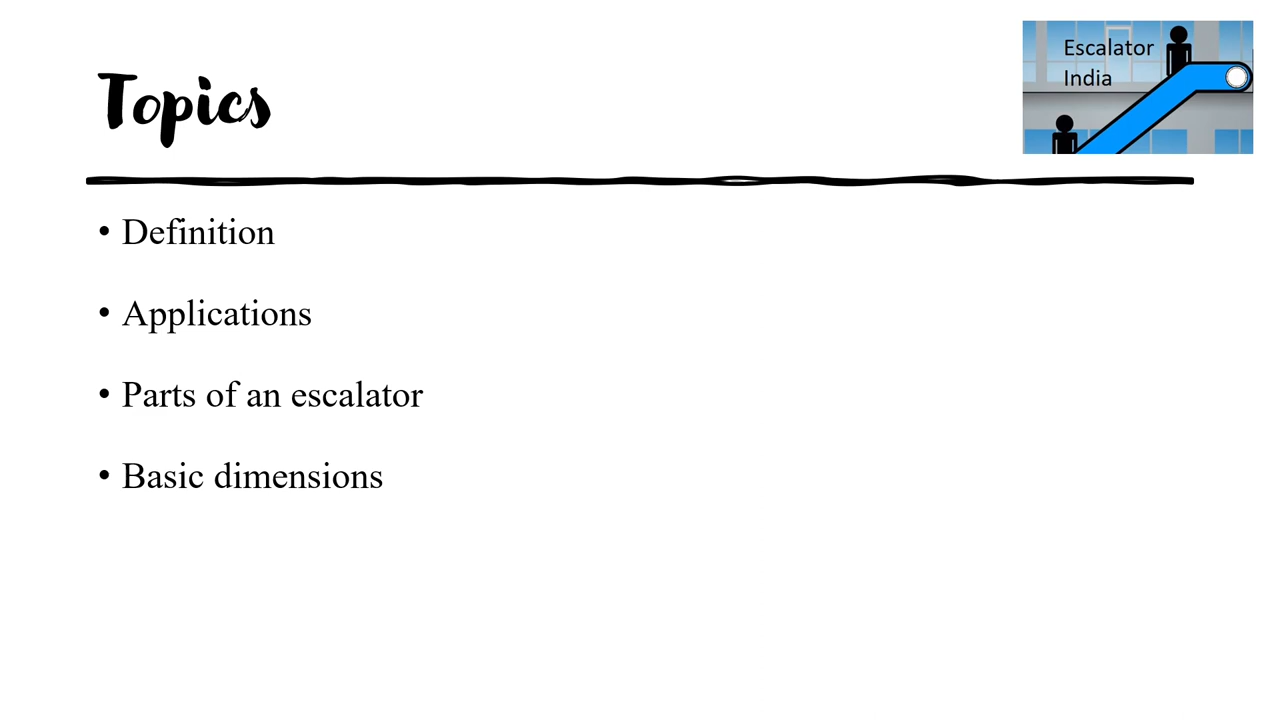 Topics
Escalator
India
• Definition
• Applications
• Parts of an escalator
• Basic dimensions